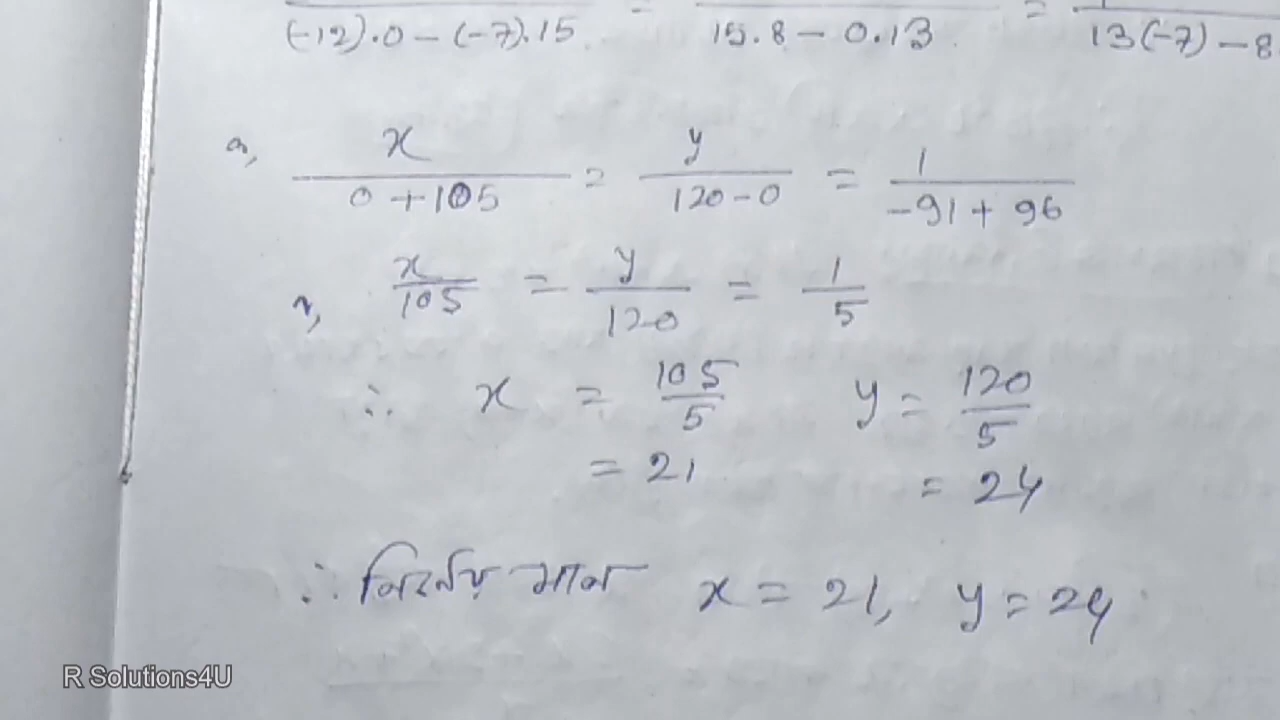 (-12).0 - (-7).15 = 15.8 - 0.13 = 13(-7) - 8
x / 0 + 105 = y / 120 - 0 = 1 / -91 + 96
x / 105 = y / 120 = 1 / 5
∴ x = 105 / 5 y = 120 / 5
= 21 = 24
∴ নির্ণেয় মান x = 21, y = 24
R Solutions4U